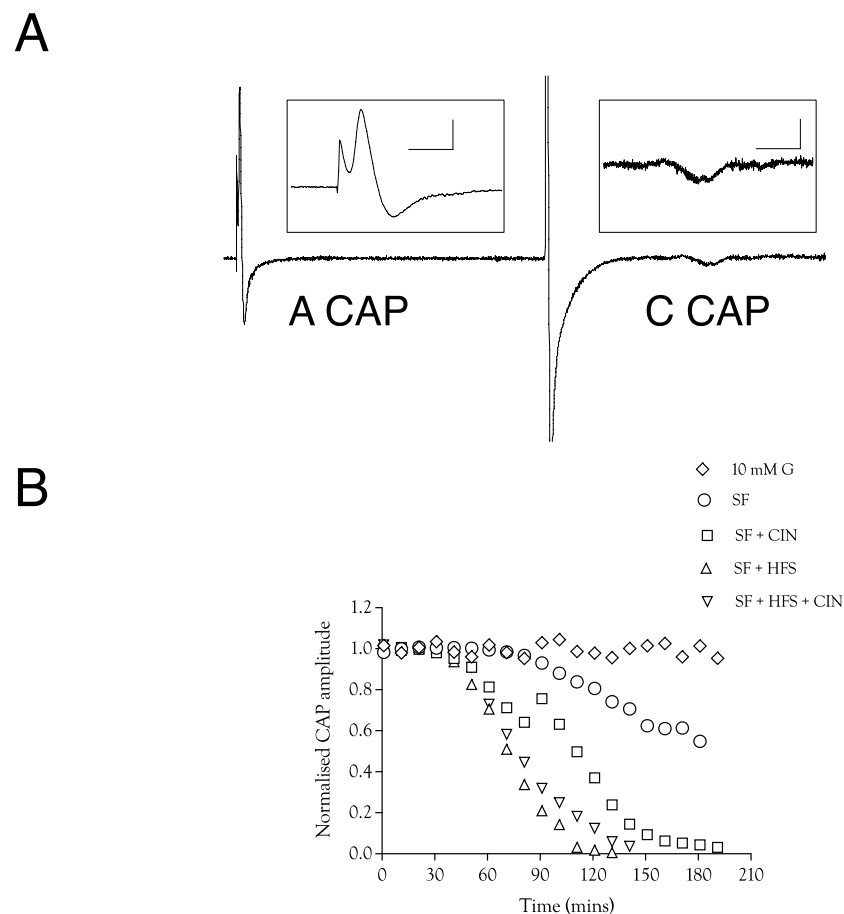 A
A CAP
C CAP
B
10 mM G
SF
SF + CIN
SF + HFS
SF + HFS + CIN
Normalised CAP amplitude
1.2
1.0
0.8
0.6
0.4
0.2
0.0
0 30 60 90 120 150 180 210
Time (mins)